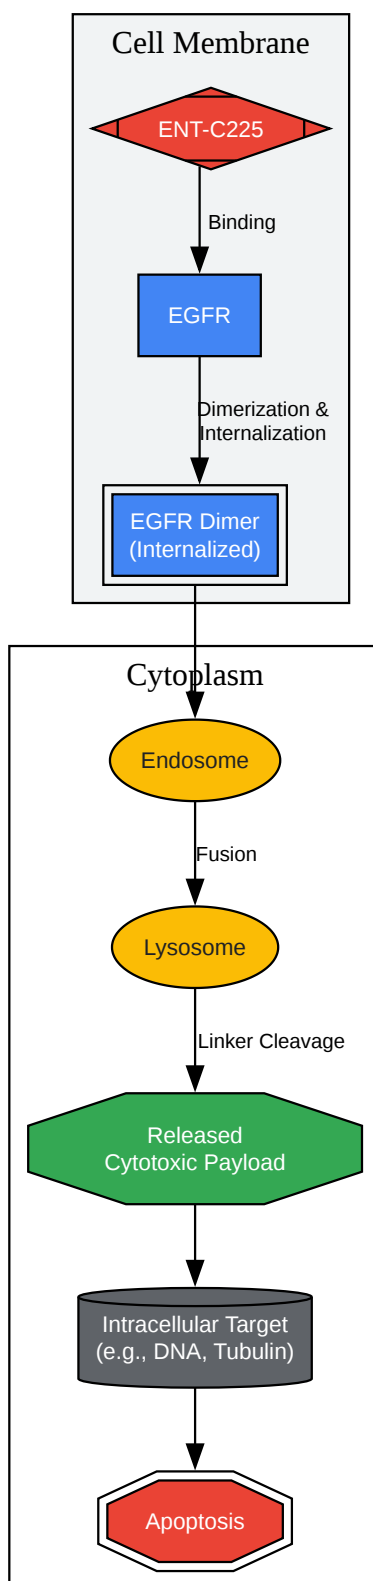 Cell Membrane
ENT-C225
Binding
EGFR
Dimerization &
Internalization
EGFR Dimer
(Internalized)
Cytoplasm
Endosome
Fusion
Lysosome
Linker Cleavage
Released
Cytotoxic Payload
Intracellular Target
(e.g., DNA, Tubulin)
Apoptosis